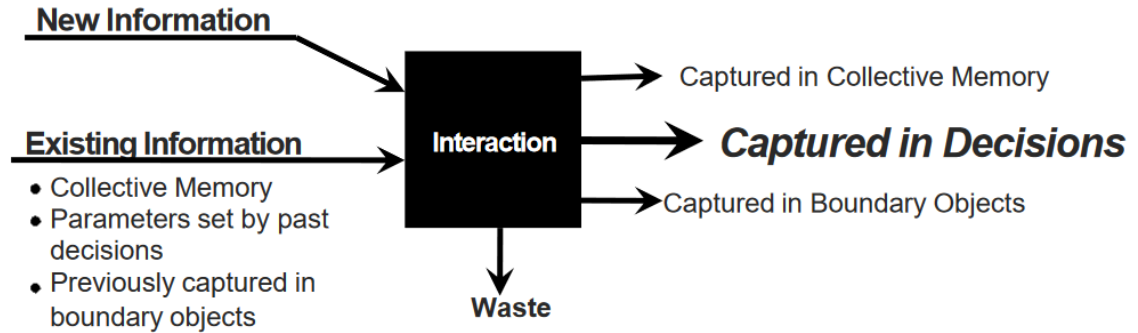 New Information
Captured in Collective Memory
Existing Information
Interaction
Captured in Decisions
• Collective Memory
• Parameters set by past
decisions
• Previously captured in
boundary objects
Captured in Boundary Objects
Waste